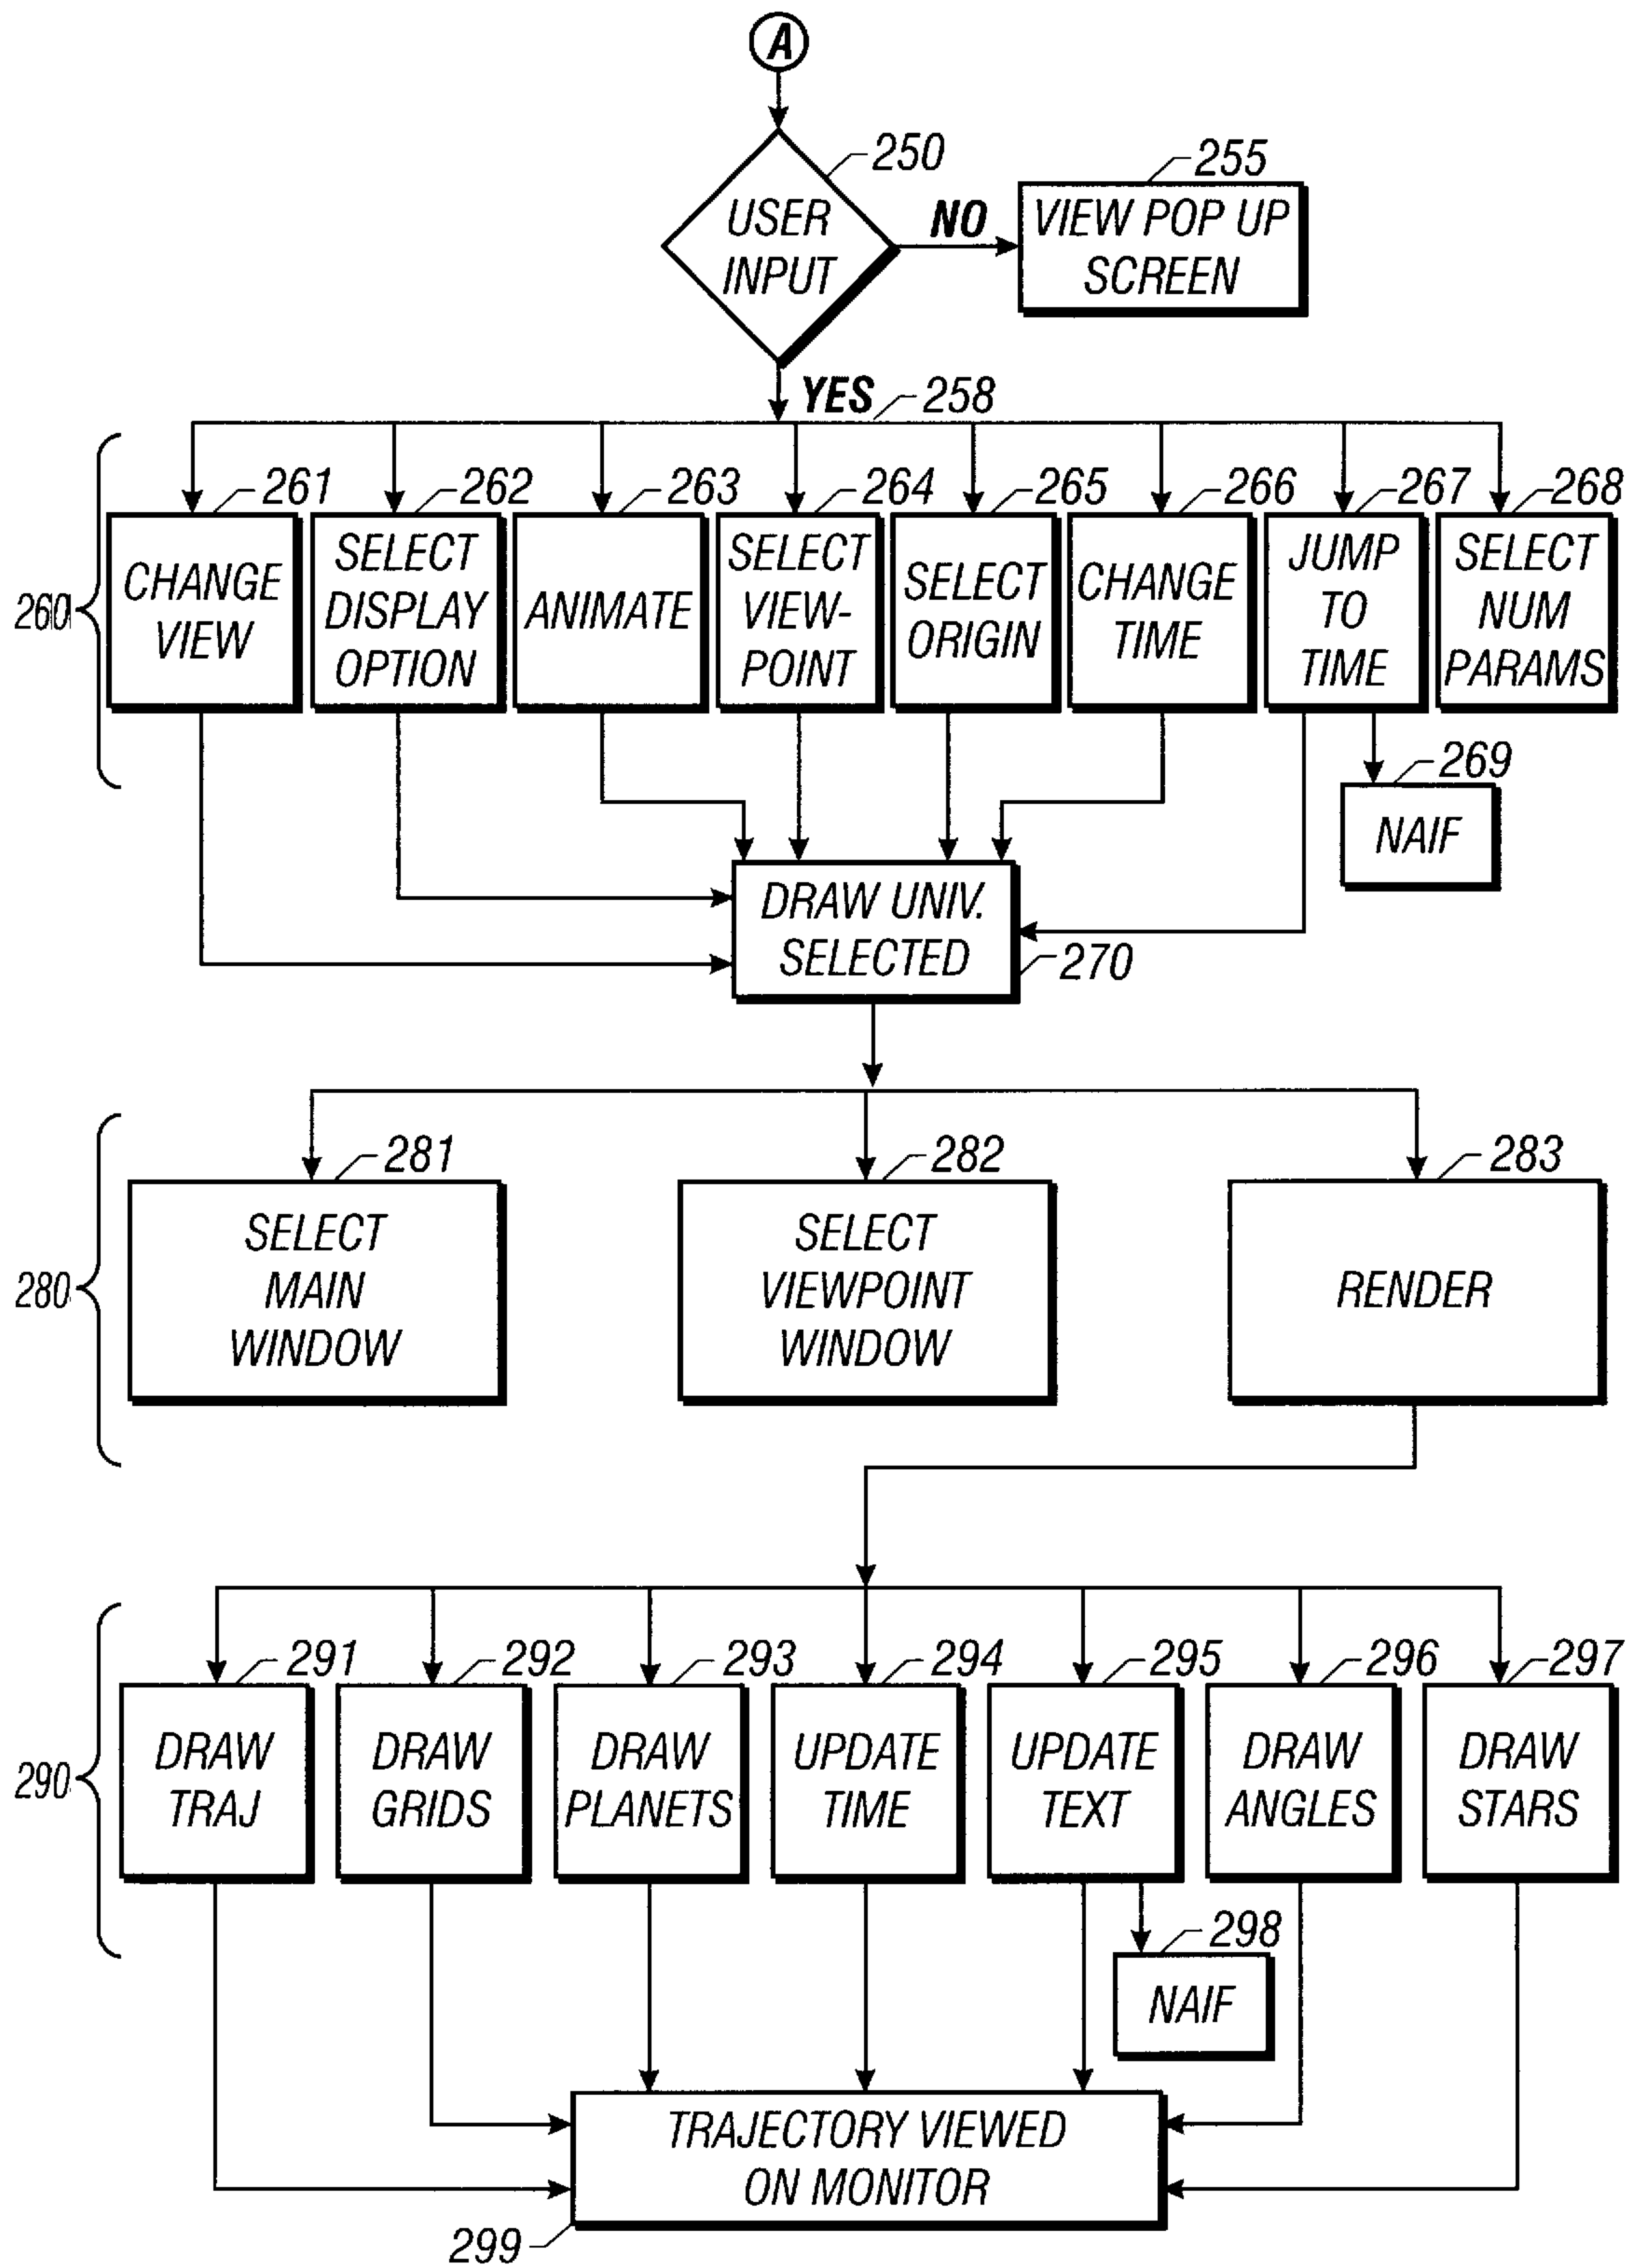 A
250
USER
INPUT
NO
255
VIEW POP UP
SCREEN
YES
258
260
261
CHANGE
VIEW
262
SELECT
DISPLAY
OPTION
263
ANIMATE
264
SELECT
VIEW-
POINT
265
SELECT
ORIGIN
266
CHANGE
TIME
267
JUMP
TO
TIME
268
SELECT
NUM
PARAMS
269
NAIF
DRAW UNIV.
SELECTED
270
280
281
SELECT
MAIN
WINDOW
282
SELECT
VIEWPOINT
WINDOW
283
RENDER
290
291
DRAW
TRAJ
292
DRAW
GRIDS
293
DRAW
PLANETS
294
UPDATE
TIME
295
UPDATE
TEXT
296
DRAW
ANGLES
297
DRAW
STARS
298
NAIF
TRAJECTORY VIEWED
ON MONITOR
299